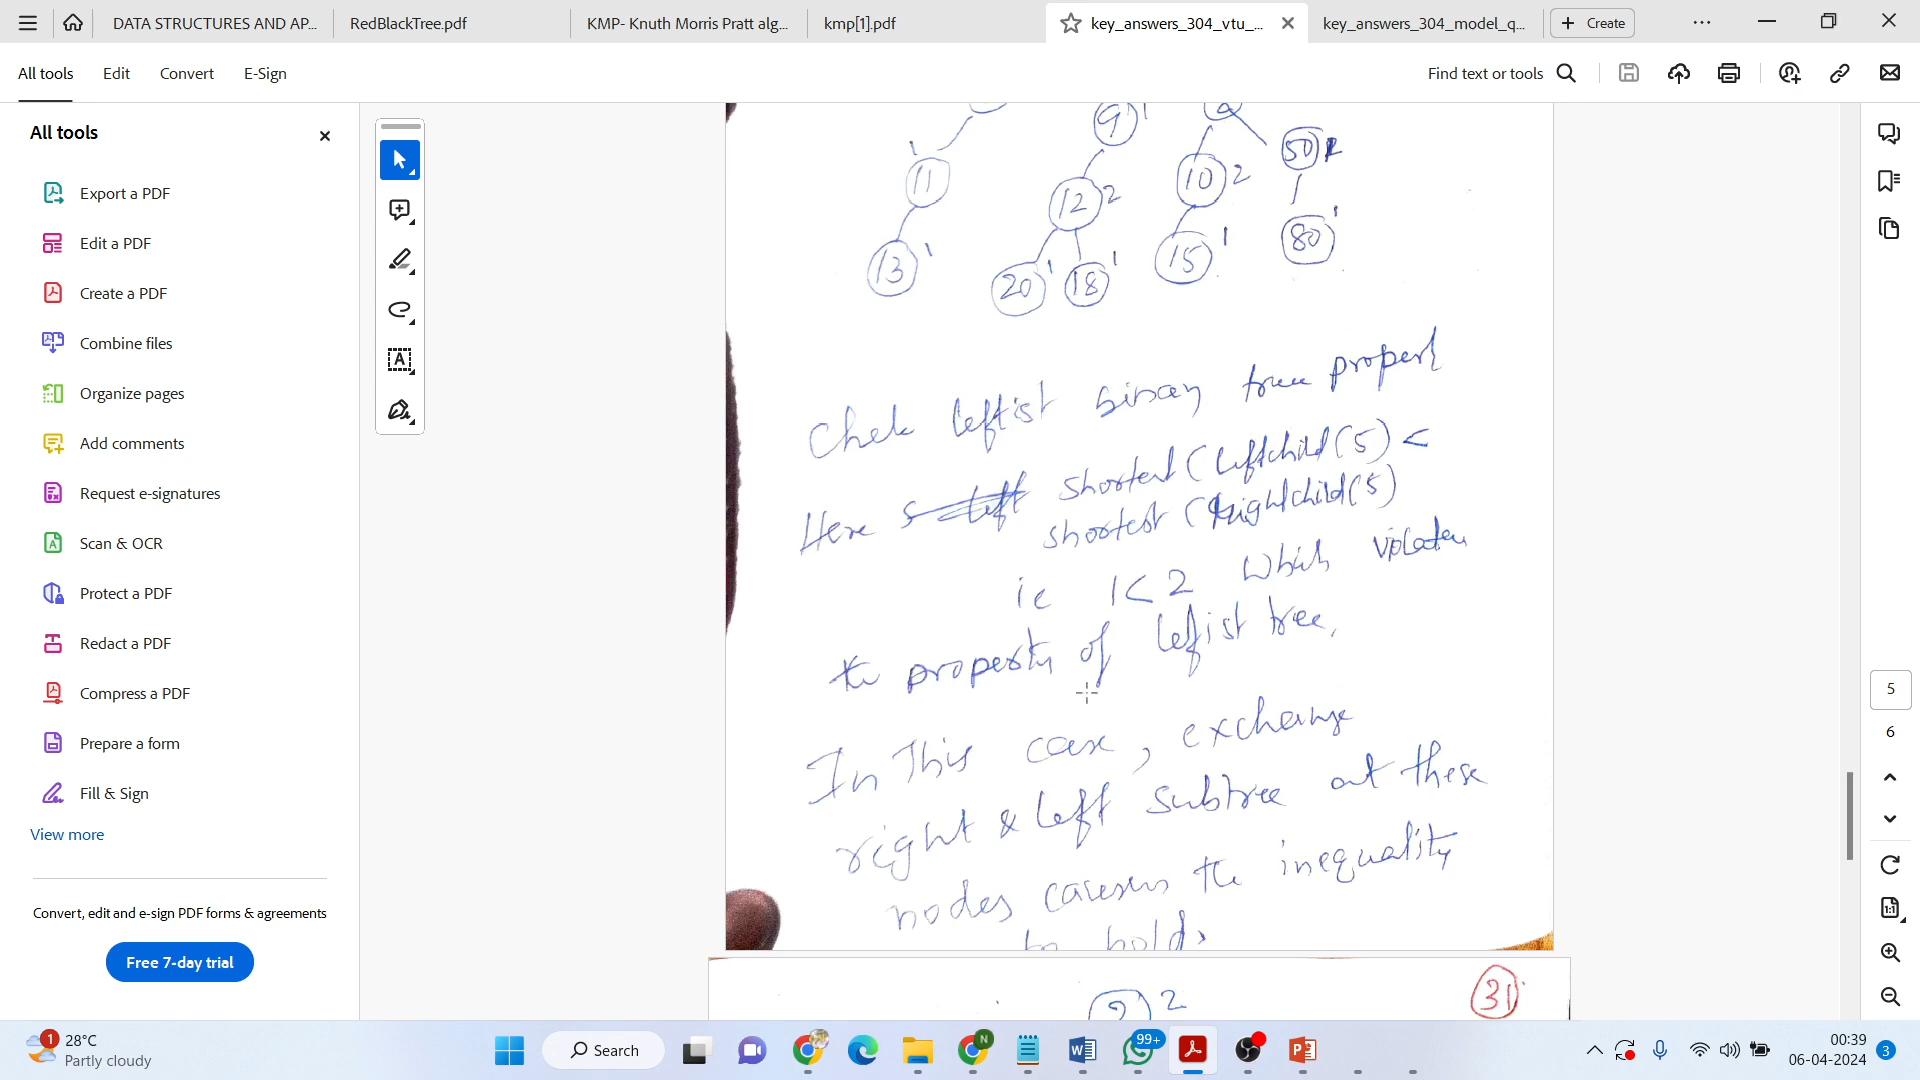 DATA STRUCTURES AND AP...
RedBlackTree.pdf
KMP- Knuth Morris Pratt alg...
kmp[1].pdf
key_answers_304_vtu_...
key_answers_304_model_q...
Create
All tools
Edit
Convert
E-Sign
Find text or tools
All tools
Export a PDF
Edit a PDF
Create a PDF
Combine files
Organize pages
Add comments
Request e-signatures
Scan & OCR
Protect a PDF
Redact a PDF
Compress a PDF
Prepare a form
Fill & Sign
View more
Convert, edit and e-sign PDF forms & agreements
Free 7-day trial
9 1
1 50
11 12 2 10 2
13 1 20 1 18 1 15 1 80 1
Chek leftist binary tree propert
Here shortest (leftchild(5) <
shortest (rightchild(5)
ie 1 < 2 which violates
the property of leftist tree.
In this case, exchange
right & left subtree at these
nodes causes the inequality
to hold.
2 2
31
5
6
1
28°C
Partly cloudy
Search
99+
00:39
06-04-2024
3